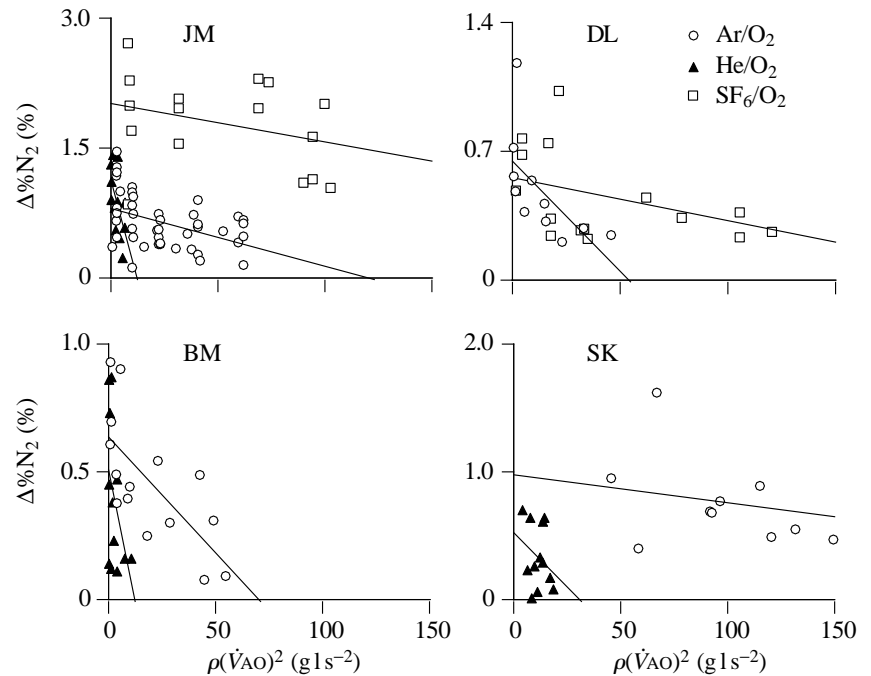 3.0
JM
1.5
0
Δ%N2 (%)
1.4
DL
0.7
0
Ar/O2
He/O2
SF6/O2
1.0
BM
0.5
0
Δ%N2 (%)
0 50 100 150
ρ(V̇AO)² (g l s⁻²)
2.0
SK
1.0
0
0 50 100 150
ρ(V̇AO)² (g l s⁻²)